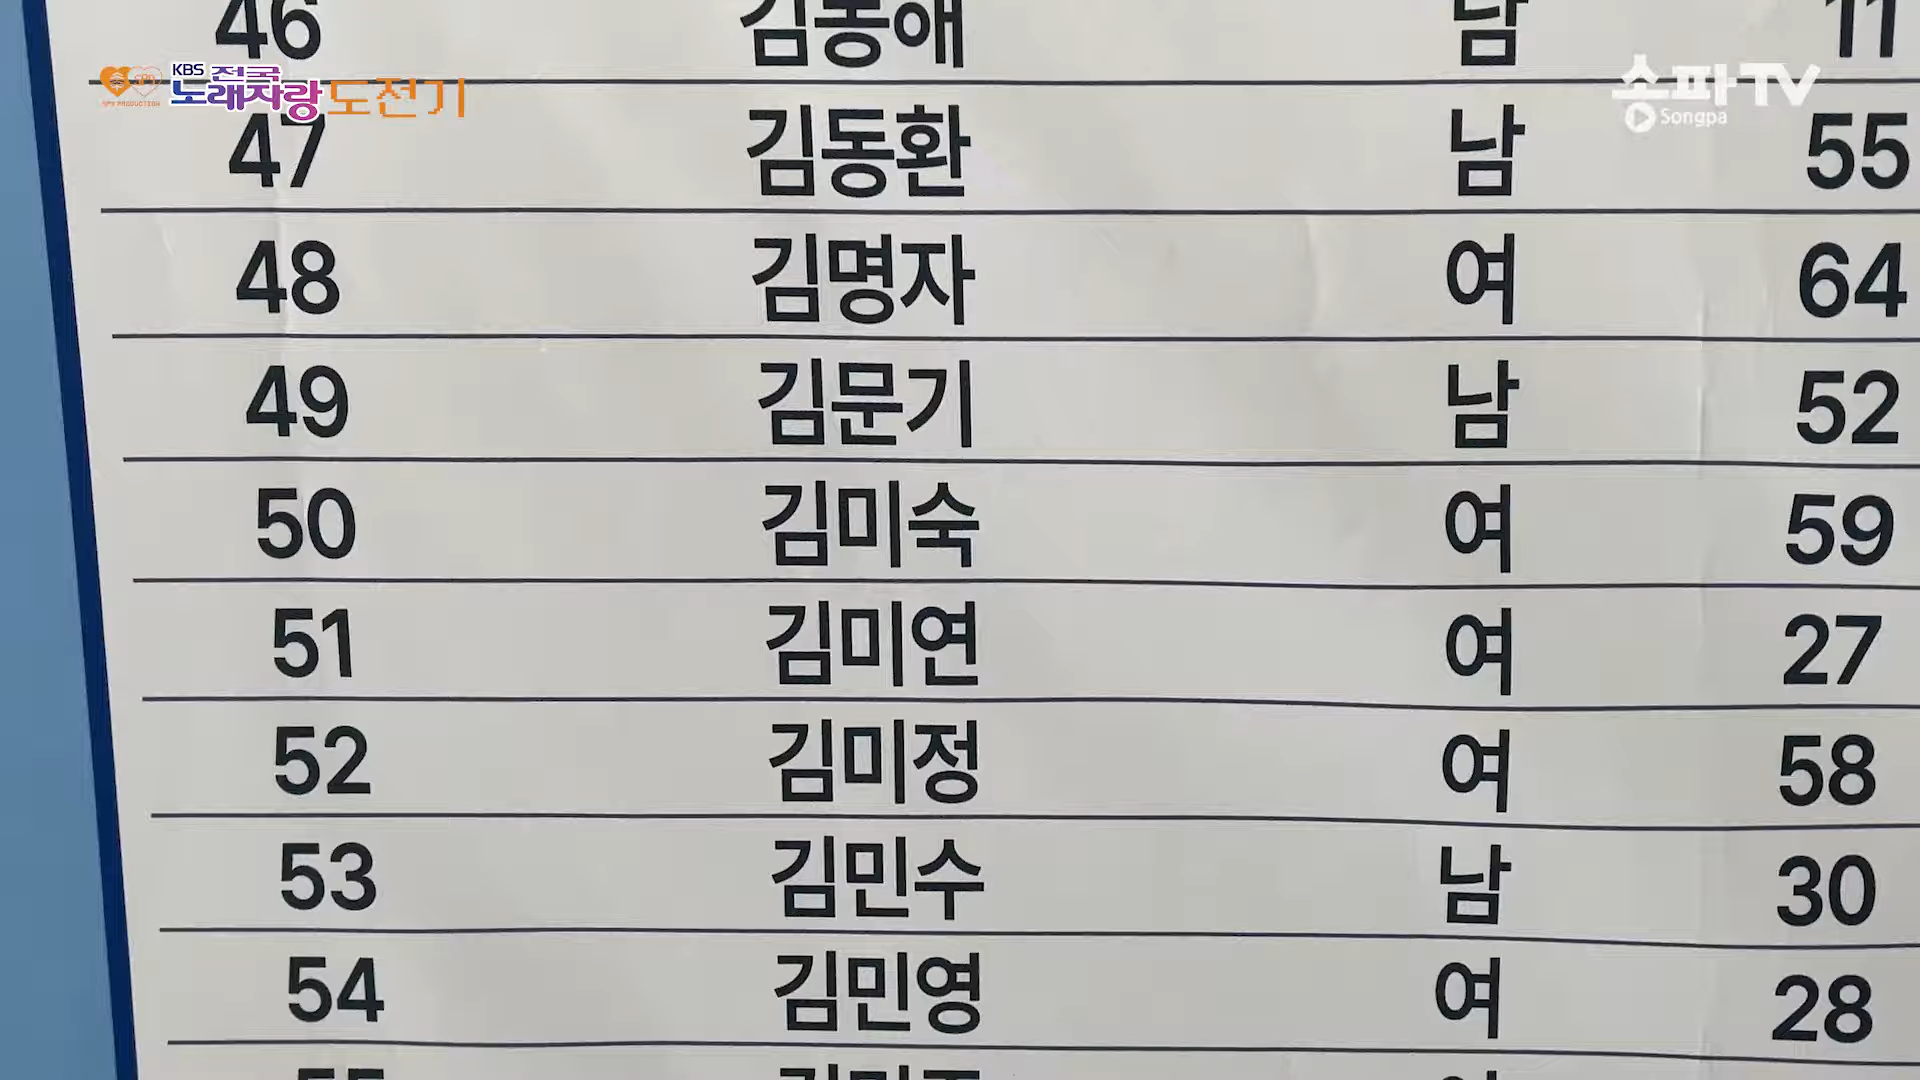 46 김동애 남 11
KBS 전국
노래자랑 도전기
송파TV
Songpa
47 김동환 남 55
48 김명자 여 64
49 김문기 남 52
50 김미숙 여 59
51 김미연 여 27
52 김미정 여 58
53 김민수 남 30
54 김민영 여 28
55